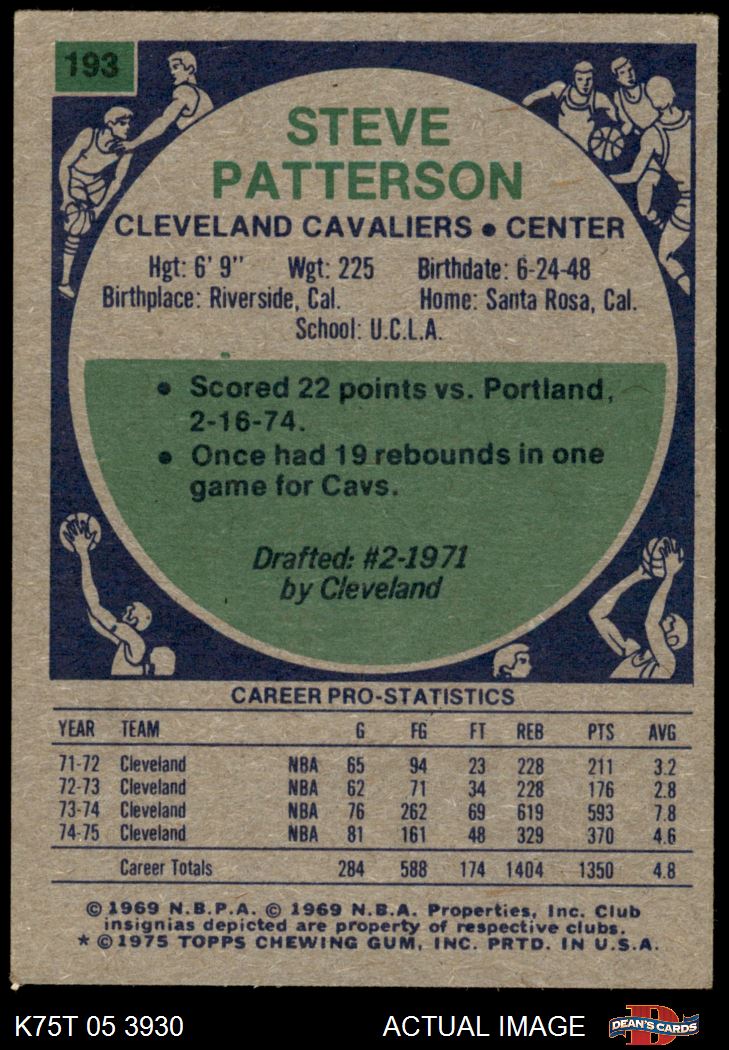 193
STEVE
PATTERSON
CLEVELAND CAVALIERS • CENTER
Hgt: 6' 9" Wgt: 225 Birthdate: 6-24-48
Birthplace: Riverside, Cal. Home: Santa Rosa, Cal.
School: U.C.L.A.
• Scored 22 points vs. Portland,
2-16-74.
• Once had 19 rebounds in one
game for Cavs.
Drafted: #2-1971
by Cleveland
CAREER PRO-STATISTICS
YEAR TEAM G FG FT REB PTS AVG
71-72 Cleveland NBA 65 94 23 228 211 3.2
72-73 Cleveland NBA 62 71 34 228 176 2.8
73-74 Cleveland NBA 76 262 69 619 593 7.8
74-75 Cleveland NBA 81 161 48 329 370 4.6
Career Totals 284 588 174 1404 1350 4.8
© 1969 N.B.P.A. © 1969 N.B.A. Properties, Inc. Club
insignias depicted are property of respective clubs.
* © 1975 TOPPS CHEWING GUM, INC. PRTD. IN U.S.A.
K75T 05 3930 ACTUAL IMAGE D DEAN'S CARDS